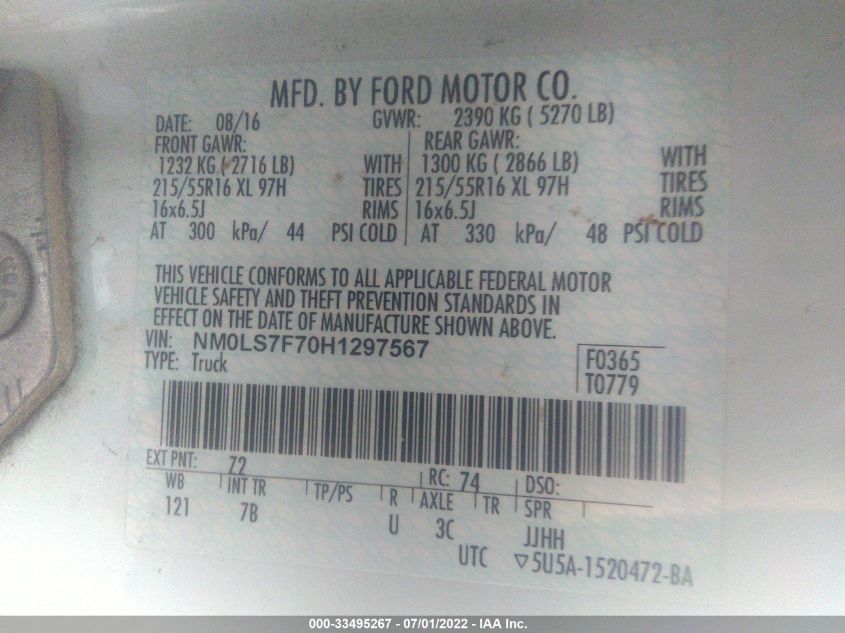 MFD. BY FORD MOTOR CO.
DATE: 08/16 GVWR: 2390 KG ( 5270 LB)
FRONT GAWR: REAR GAWR:
1232 KG ( 2716 LB) WITH 1300 KG ( 2866 LB) WITH
215/55R16 XL 97H TIRES 215/55R16 XL 97H TIRES
16x6.5J RIMS 16x6.5J RIMS
AT 300 kPa/ 44 PSI COLD AT 330 kPa/ 48 PSI COLD
THIS VEHICLE CONFORMS TO ALL APPLICABLE FEDERAL MOTOR
VEHICLE SAFETY AND THEFT PREVENTION STANDARDS IN
EFFECT ON THE DATE OF MANUFACTURE SHOWN ABOVE.
VIN: NM0LS7F70H1297567
TYPE: Truck
F0365
T0779
EXT PNT: 72 RC: 74 DSO:
WB INT TR TP/PS R AXLE TR SPR
121 7B U 3C JJHH
UTC ▽5U5A-1520472-BA
000-33495267 - 07/01/2022 - IAA Inc.